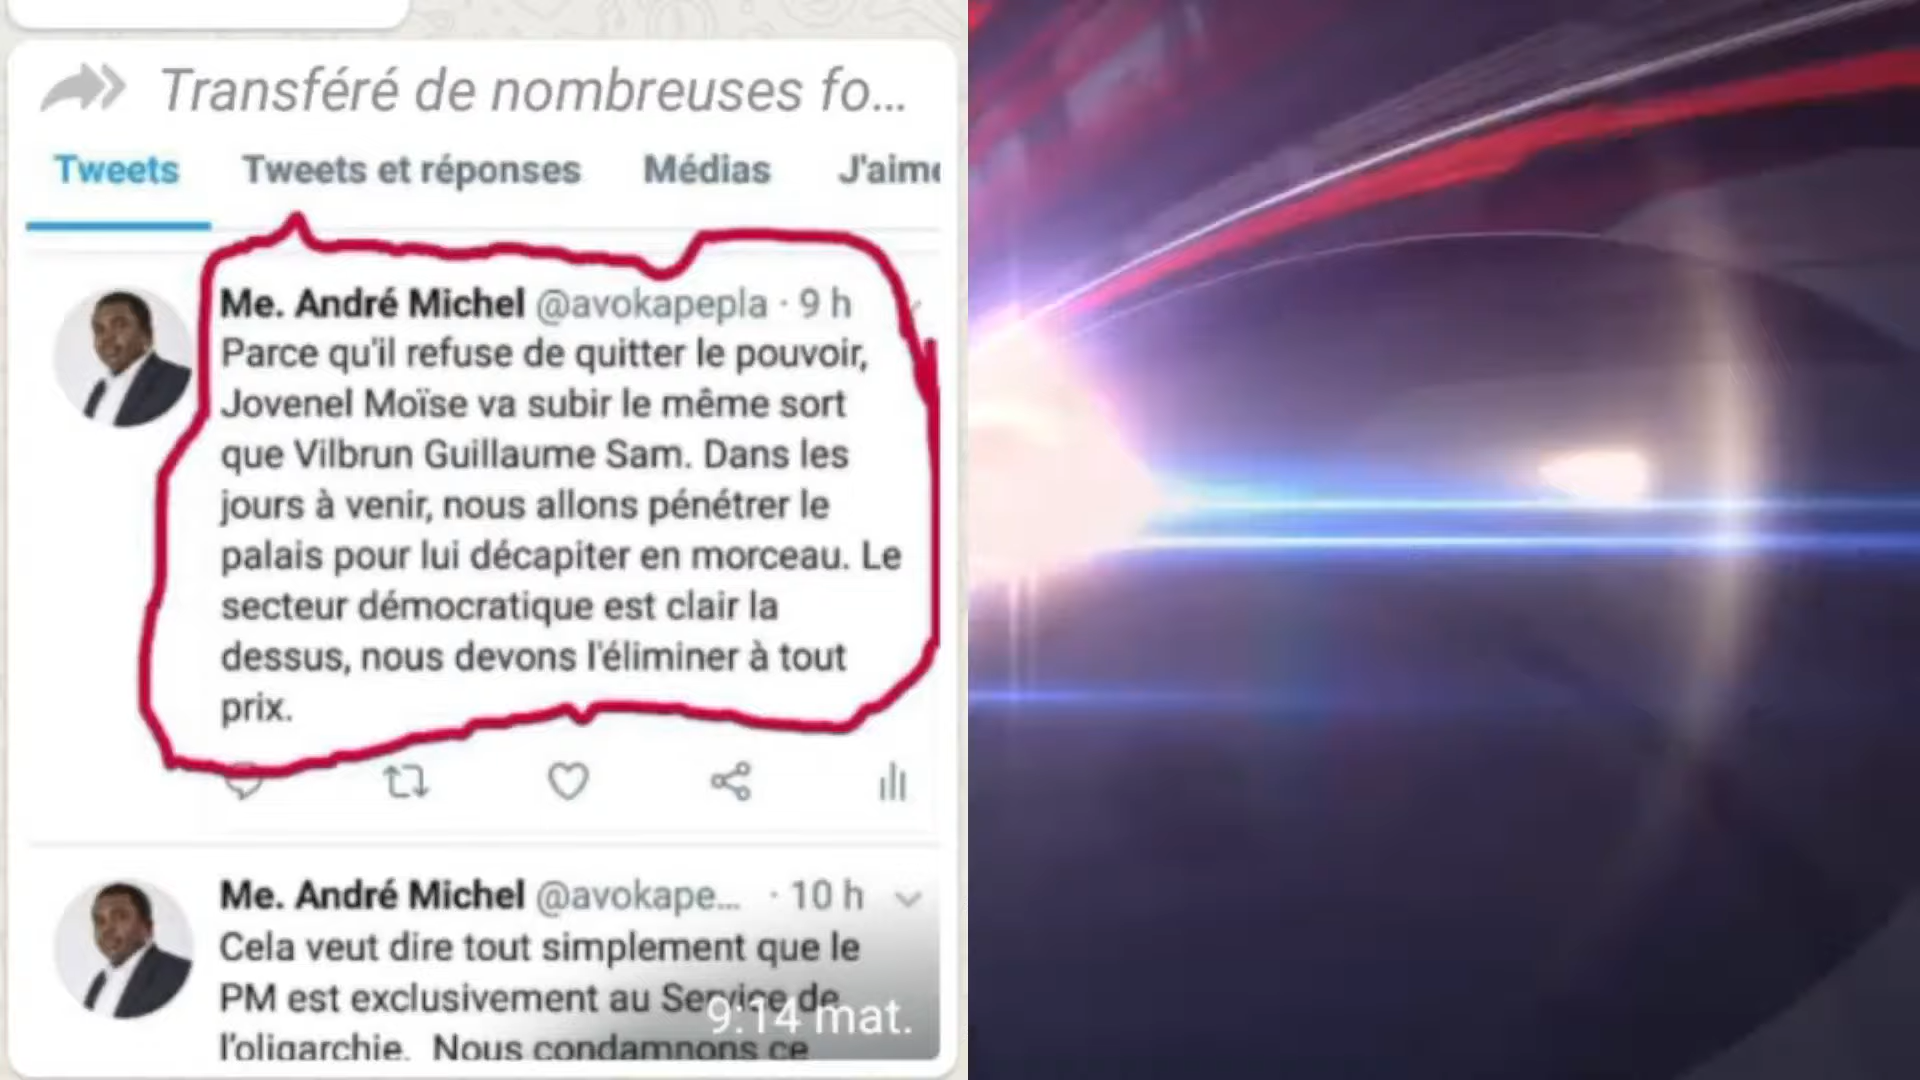 Transféré de nombreuses fo...
Tweets Tweets et réponses Médias J'aime
Me. André Michel @avokapepla · 9 h
Parce qu'il refuse de quitter le pouvoir,
Jovenel Moïse va subir le même sort
que Vilbrun Guillaume Sam. Dans les
jours à venir, nous allons pénétrer le
palais pour lui décapiter en morceau. Le
secteur démocratique est clair la
dessus, nous devons l'éliminer à tout
prix.
Me. André Michel @avokape... · 10 h
Cela veut dire tout simplement que le
PM est exclusivement au Service de
9:14 mat.
l'oligarchie. Nous condamnons ce